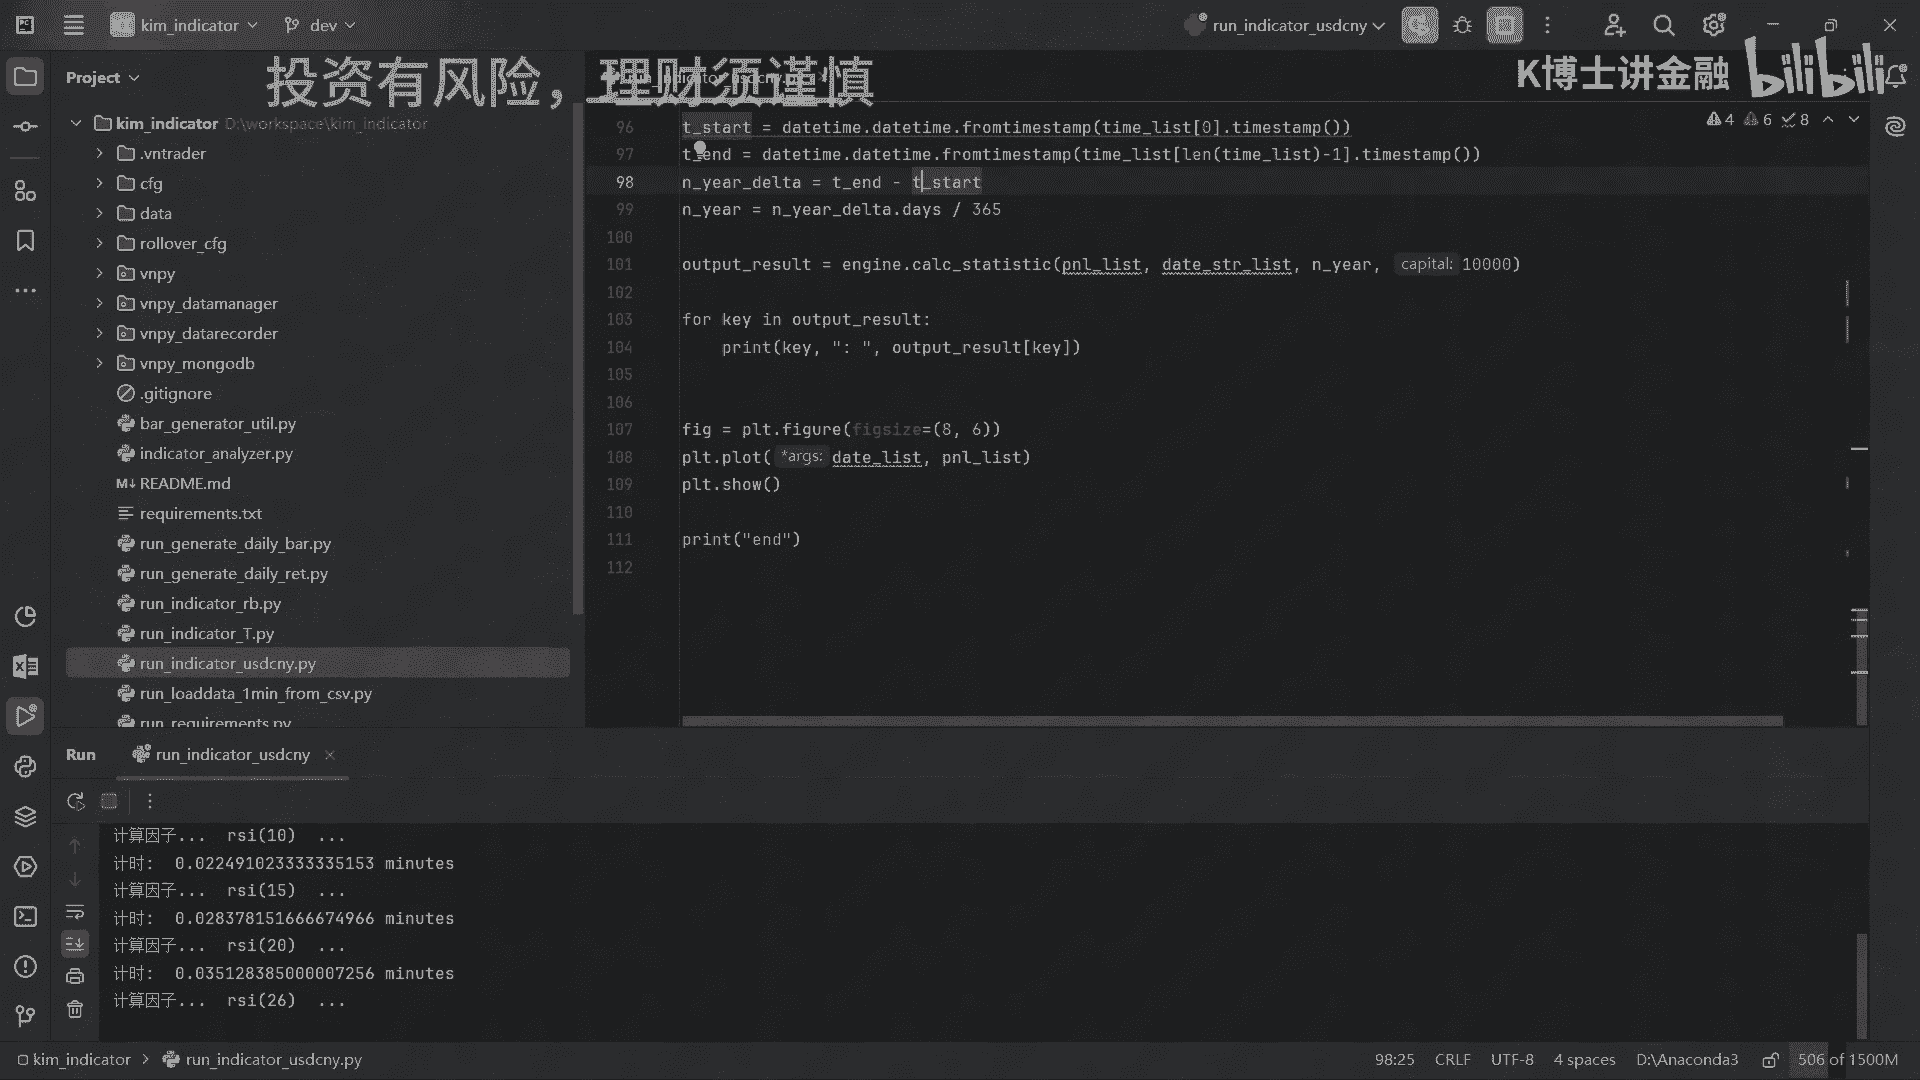 kim_indicator
dev
run_indicator_usdcny
投资有风险，理财须谨慎
K博士讲金融 bilibili
Project
kim_indicator D:\workspace\kim_indicator
.vntrader
cfg
data
rollover_cfg
vnpy
vnpy_datamanager
vnpy_datarecorder
vnpy_mongodb
.gitignore
bar_generator_util.py
indicator_analyzer.py
README.md
requirements.txt
run_generate_daily_bar.py
run_generate_daily_ret.py
run_indicator_rb.py
run_indicator_T.py
run_indicator_usdcny.py
run_loaddata_1min_from_csv.py
run_requirements.py
4 6 8
96 t_start = datetime.datetime.fromtimestamp(time_list[0].timestamp())
97 t_end = datetime.datetime.fromtimestamp(time_list[len(time_list)-1].timestamp())
98 n_year_delta = t_end - t_start
99 n_year = n_year_delta.days / 365
100
101 output_result = engine.calc_statistic(pnl_list, date_str_list, n_year, capital: 10000)
102
103 for key in output_result:
104 print(key, ": ", output_result[key])
105
106
107 fig = plt.figure(figsize=(8, 6))
108 plt.plot( *args: date_list, pnl_list)
109 plt.show()
110
111 print("end")
112
Run run_indicator_usdcny
计算因子... rsi(10) ...
计时: 0.022491023333335153 minutes
计算因子... rsi(15) ...
计时: 0.028378151666674966 minutes
计算因子... rsi(20) ...
计时: 0.035128385000007256 minutes
计算因子... rsi(26) ...
kim_indicator > run_indicator_usdcny.py
98:25 CRLF UTF-8 4 spaces D:\Anaconda3 506 of 1500M